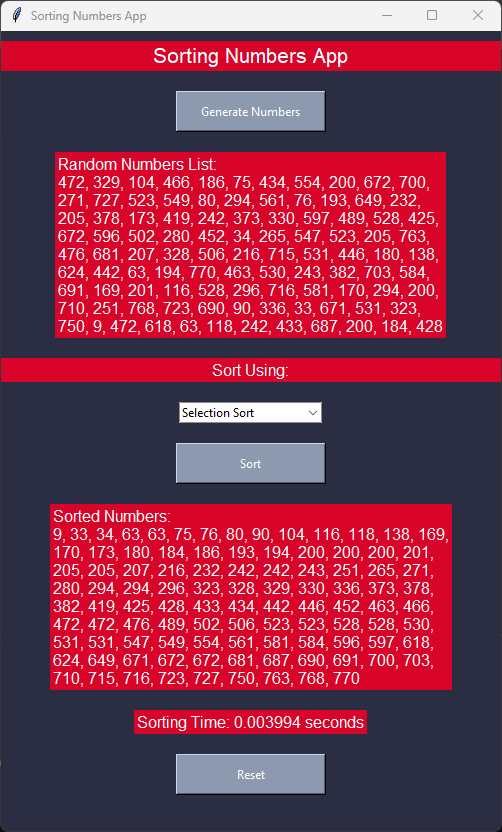 Sorting Numbers App
Sorting Numbers App
Generate Numbers
Random Numbers List:
472, 329, 104, 466, 186, 75, 434, 554, 200, 672, 700,
271, 727, 523, 549, 80, 294, 561, 76, 193, 649, 232,
205, 378, 173, 419, 242, 373, 330, 597, 489, 528, 425,
672, 596, 502, 280, 452, 34, 265, 547, 523, 205, 763,
476, 681, 207, 328, 506, 216, 715, 531, 446, 180, 138,
624, 442, 63, 194, 770, 463, 530, 243, 382, 703, 584,
691, 169, 201, 116, 528, 296, 716, 581, 170, 294, 200,
710, 251, 768, 723, 690, 90, 336, 33, 671, 531, 323,
750, 9, 472, 618, 63, 118, 242, 433, 687, 200, 184, 428
Sort Using:
Selection Sort
Sort
Sorted Numbers:
9, 33, 34, 63, 63, 75, 76, 80, 90, 104, 116, 118, 138, 169,
170, 173, 180, 184, 186, 193, 194, 200, 200, 200, 201,
205, 205, 207, 216, 232, 242, 242, 243, 251, 265, 271,
280, 294, 294, 296, 323, 328, 329, 330, 336, 373, 378,
382, 419, 425, 428, 433, 434, 442, 446, 452, 463, 466,
472, 472, 476, 489, 502, 506, 523, 523, 528, 528, 530,
531, 531, 547, 549, 554, 561, 581, 584, 596, 597, 618,
624, 649, 671, 672, 672, 681, 687, 690, 691, 700, 703,
710, 715, 716, 723, 727, 750, 763, 768, 770
Sorting Time: 0.003994 seconds
Reset